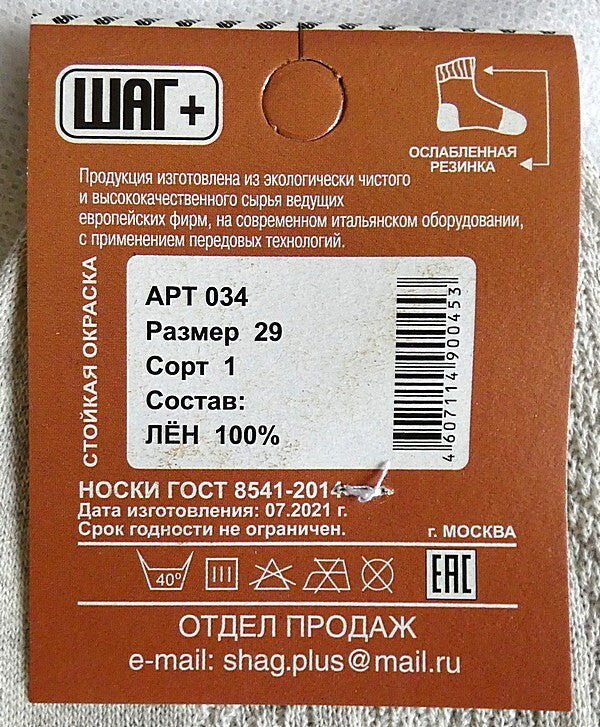 ШАГ+
ОСЛАБЛЕННАЯ
РЕЗИНКА
Продукция изготовлена из экологически чистого
и высококачественного сырья ведущих
европейских фирм, на современном итальянском оборудовании,
с применением передовых технологий.
СТОЙКАЯ ОКРАСКА
АРТ 034
Размер 29
Сорт 1
Состав:
ЛЁН 100%
4607114900453
НОСКИ ГОСТ 8541-2014
Дата изготовления: 07.2021 г.
Срок годности не ограничен.
г. МОСКВА
40°
ЕАС
ОТДЕЛ ПРОДАЖ
e-mail: shag.plus@mail.ru